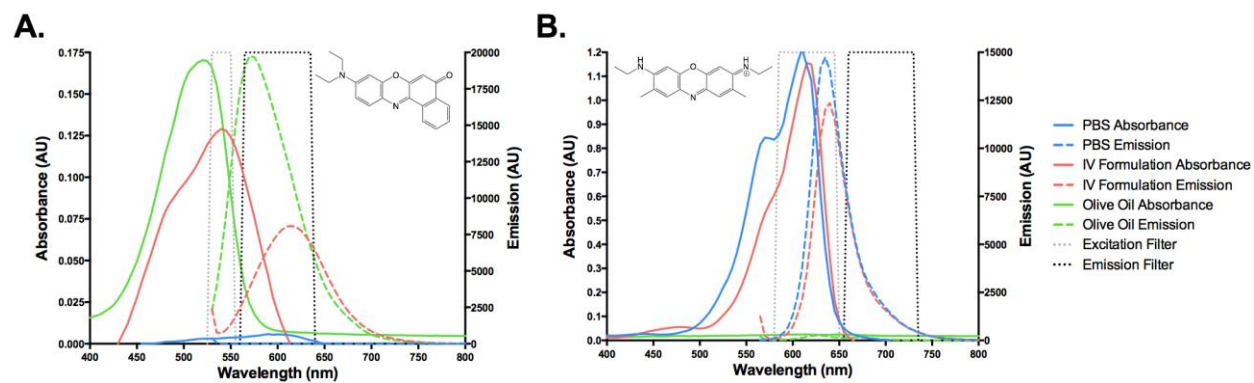 A.
B.
0.175
0.150
0.125
0.100
0.075
0.050
0.025
0.000
Absorbance (AU)
400 450 500 550 600 650 700 750 800
Wavelength (nm)
20000
17500
15000
12500
10000
7500
5000
2500
0
Emission (AU)
N
O
O
N
1.2
1.1
1.0
0.9
0.8
0.7
0.6
0.5
0.4
0.3
0.2
0.1
0.0
Absorbance (AU)
400 450 500 550 600 650 700 750 800
Wavelength (nm)
15000
12500
10000
7500
5000
2500
0
Emission (AU)
H
N
O
H
N
⊕
N
PBS Absorbance
PBS Emission
IV Formulation Absorbance
IV Formulation Emission
Olive Oil Absorbance
Olive Oil Emission
Excitation Filter
Emission Filter